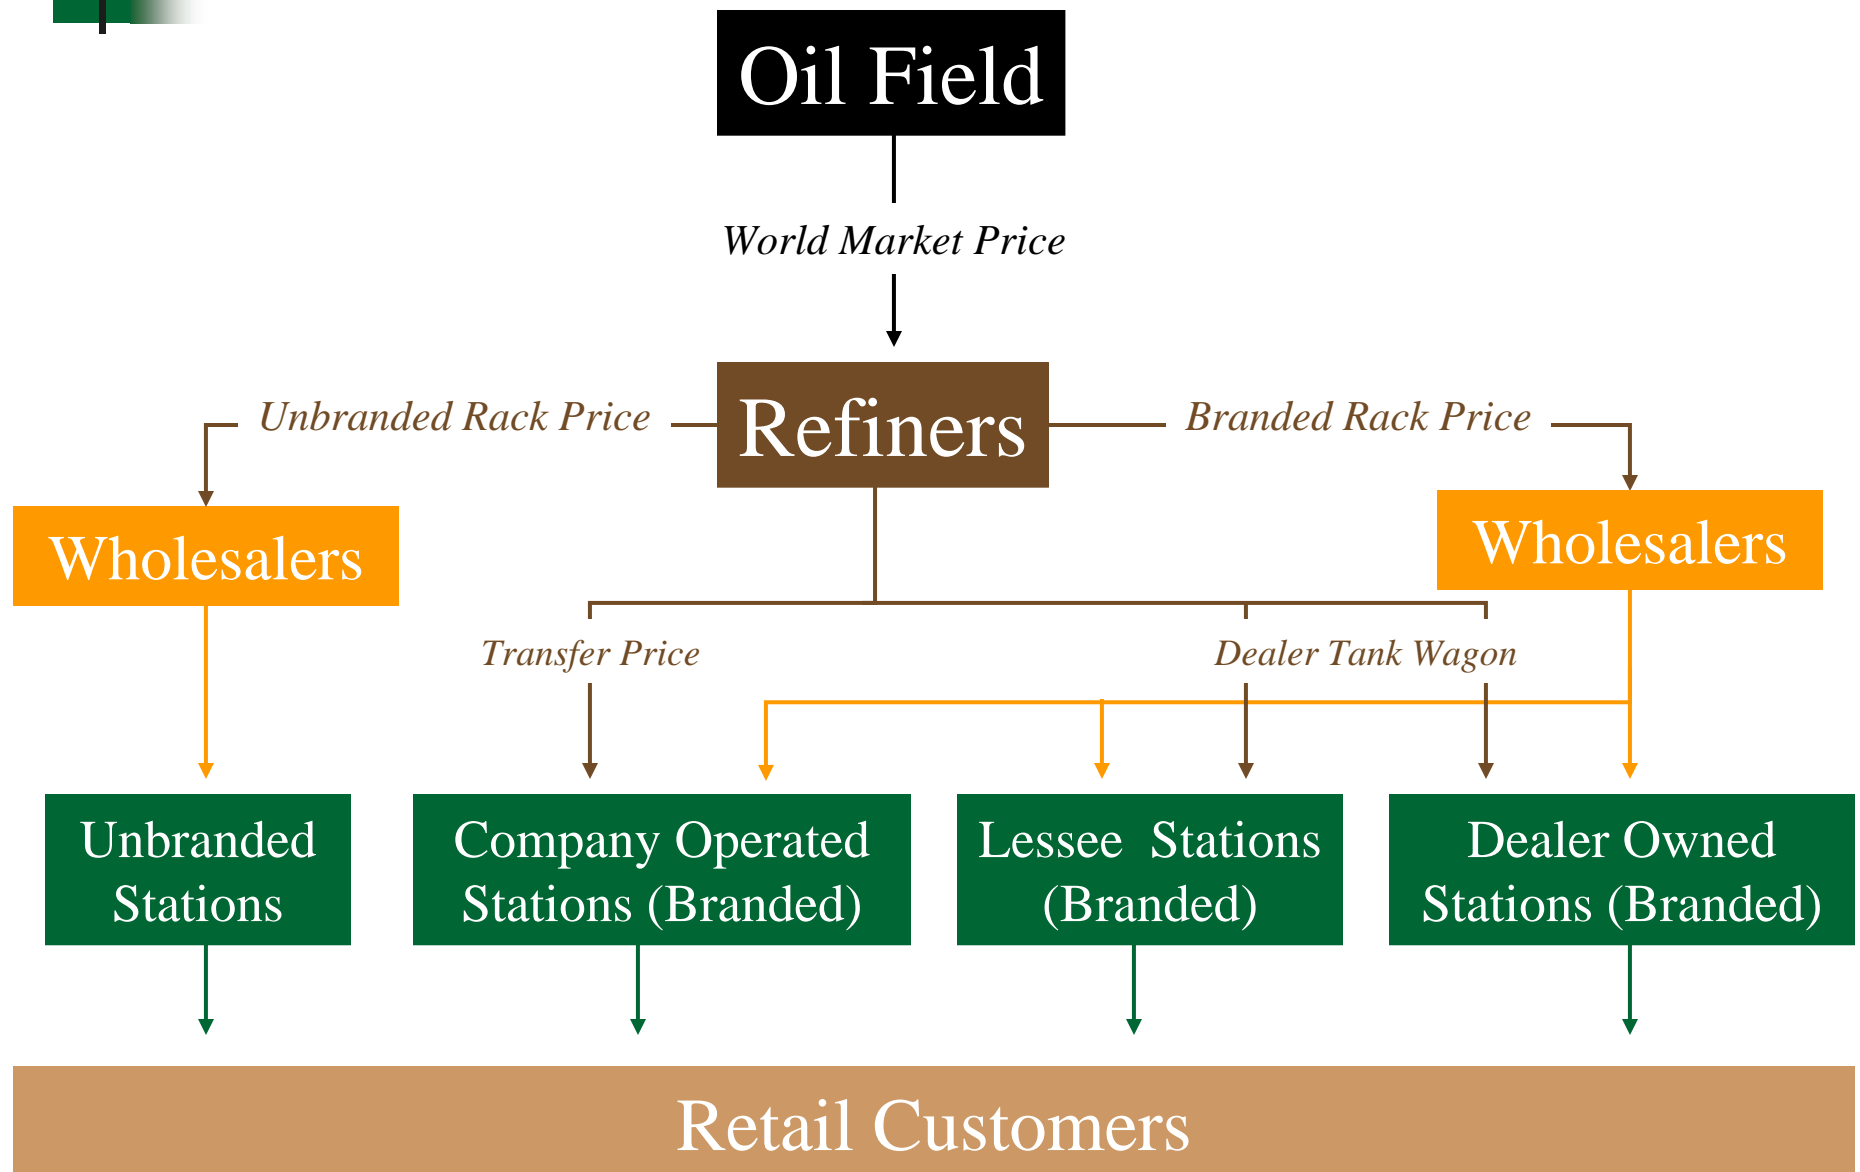 Oil Field
World Market Price
Unbranded Rack Price
Refiners
Branded Rack Price
Wholesalers
Wholesalers
Transfer Price
Dealer Tank Wagon
Unbranded
Stations
Company Operated
Stations (Branded)
Lessee Stations
(Branded)
Dealer Owned
Stations (Branded)
Retail Customers